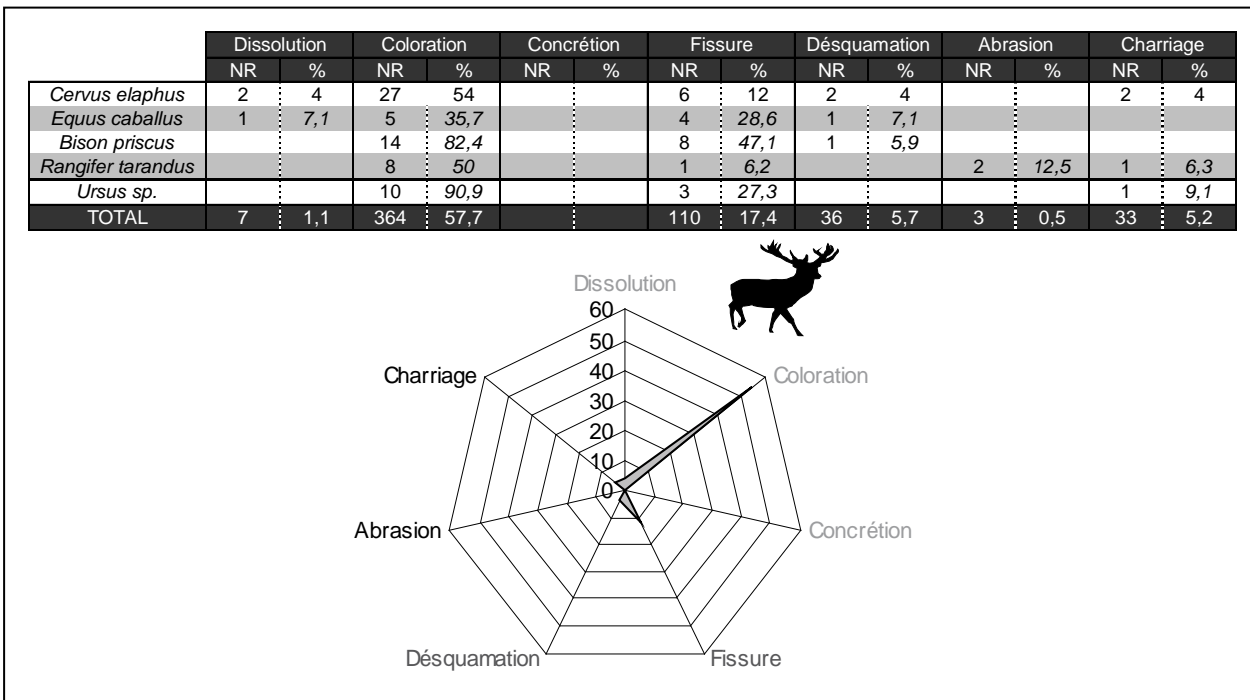 Dissolution Coloration Concrétion Fissure Désquamation Abrasion Charriage
NR % NR % NR % NR % NR % NR % NR %
Cervus elaphus 2 4 27 54 6 12 2 4 2 4
Equus caballus 1 7,1 5 35,7 4 28,6 1 7,1
Bison priscus 14 82,4 8 47,1 1 5,9
Rangifer tarandus 8 50 1 6,2 2 12,5 1 6,3
Ursus sp. 10 90,9 3 27,3 1 9,1
TOTAL 7 1,1 364 57,7 110 17,4 36 5,7 3 0,5 33 5,2
Dissolution
60
50
Charriage 40 Coloration
30
20
10
0
Abrasion Concrétion
Désquamation Fissure